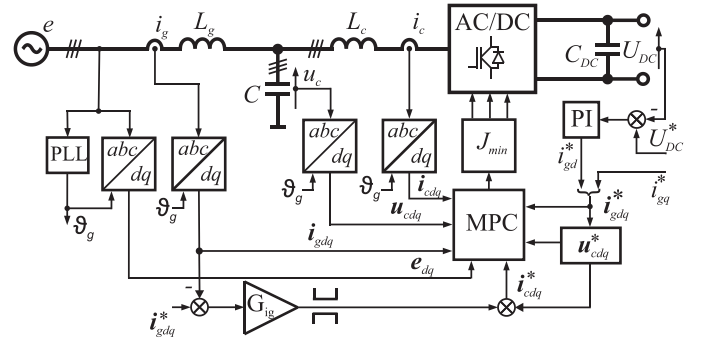 e
i_g
L_g
L_c
i_c
AC/DC
C_DC
U_DC
u_c
C
PLL
abc
dq
abc
dq
abc
dq
abc
dq
J_min
PI
-
U*_DC
i*_gd
i*_gq
ϑ_g
ϑ_g
ϑ_g
ϑ_g
i_cdq
u_cdq
MPC
i*_gdq
i_gdq
u*_cdq
e_dq
-
G_ig
i*_cdq
i*_gdq